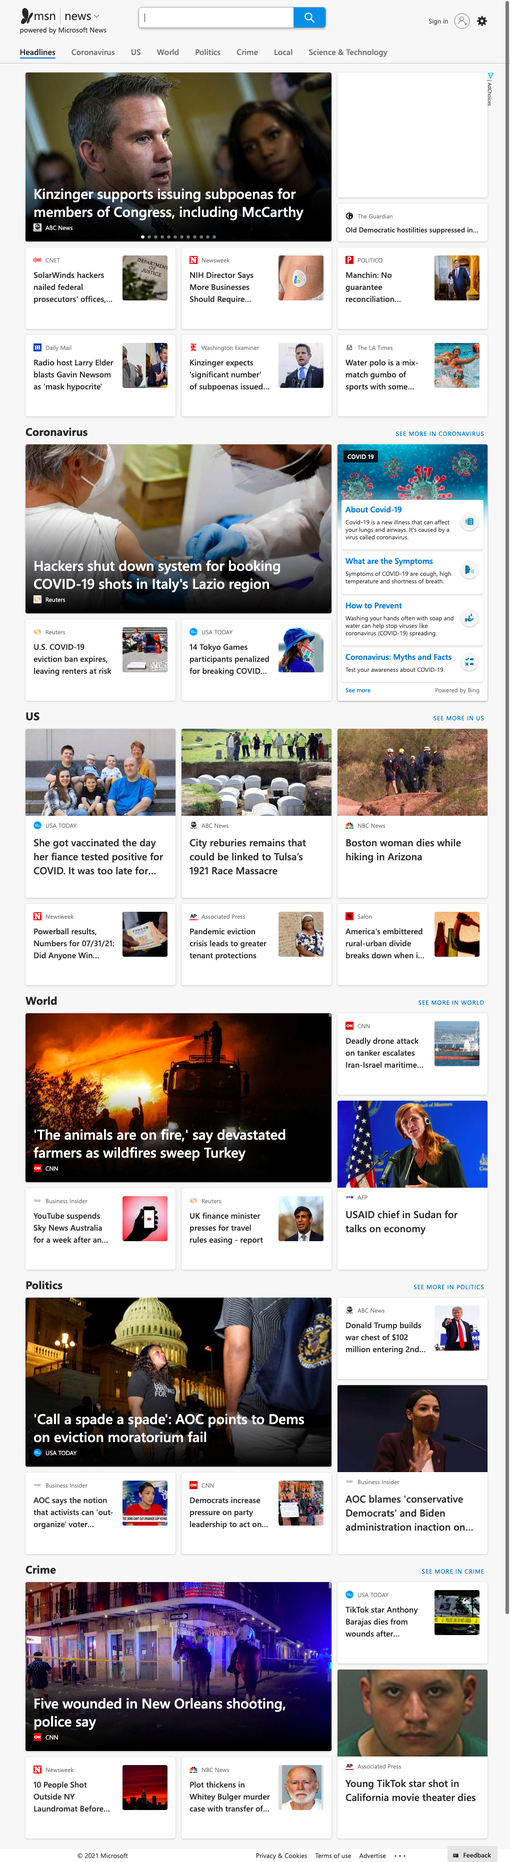 msn | news
powered by Microsoft News
Sign in
Headlines
Coronavirus
US
World
Politics
Crime
Local
Science & Technology
Kinzinger supports issuing subpoenas for
members of Congress, including McCarthy
ABC News
AdChoices
The Guardian
Old Democratic hostilities suppressed in...
CNET
SolarWinds hackers
nailed federal
prosecutors' offices,...
Newsweek
NIH Director Says
More Businesses
Should Require...
POLITICO
Manchin: No
guarantee
reconciliation...
Daily Mail
Radio host Larry Elder
blasts Gavin Newsom
as 'mask hypocrite'
Washington Examiner
Kinzinger expects
'significant number'
of subpoenas issued...
The LA Times
Water polo is a mix-
match gumbo of
sports with some...
Coronavirus
SEE MORE IN CORONAVIRUS
Hackers shut down system for booking
COVID-19 shots in Italy's Lazio region
Reuters
COVID 19
About Covid-19
Covid-19 is a new illness that can affect
your lungs and airways. It's caused by a
virus called coronavirus.
What are the Symptoms
Symptoms of COVID-19 are cough, high
temperature and shortness of breath.
How to Prevent
Washing your hands often with soap and
water can help stop viruses like
coronavirus (COVID-19) spreading.
Coronavirus: Myths and Facts
Test your awareness about COVID-19.
See more
Powered by Bing
Reuters
U.S. COVID-19
eviction ban expires,
leaving renters at risk
USA TODAY
14 Tokyo Games
participants penalized
for breaking COVID...
US
SEE MORE IN US
USA TODAY
She got vaccinated the day
her fiance tested positive for
COVID. It was too late for...
ABC News
City reburies remains that
could be linked to Tulsa's
1921 Race Massacre
NBC News
Boston woman dies while
hiking in Arizona
Newsweek
Powerball results,
Numbers for 07/31/21:
Did Anyone Win...
Associated Press
Pandemic eviction
crisis leads to greater
tenant protections
Salon
America's embittered
rural-urban divide
breaks down when i...
World
SEE MORE IN WORLD
'The animals are on fire,' say devastated
farmers as wildfires sweep Turkey
CNN
CNN
Deadly drone attack
on tanker escalates
Iran-Israel maritime...
AFP
USAID chief in Sudan for
talks on economy
Business Insider
YouTube suspends
Sky News Australia
for a week after an...
Reuters
UK finance minister
presses for travel
rules easing - report
Politics
SEE MORE IN POLITICS
'Call a spade a spade': AOC points to Dems
on eviction moratorium fail
USA TODAY
ABC News
Donald Trump builds
war chest of $102
million entering 2nd...
Business Insider
AOC blames 'conservative
Democrats' and Biden
administration inaction on...
Business Insider
AOC says the notion
that activists can 'out-
organize' voter...
CNN
Democrats increase
pressure on party
leadership to act on...
Crime
SEE MORE IN CRIME
Five wounded in New Orleans shooting,
police say
CNN
USA TODAY
TikTok star Anthony
Barajas dies from
wounds after...
Associated Press
Young TikTok star shot in
California movie theater dies
Newsweek
10 People Shot
Outside NY
Laundromat Before...
NBC News
Plot thickens in
Whitey Bulger murder
case with transfer of...
© 2021 Microsoft
Privacy & Cookies
Terms of use
Advertise
...
Feedback